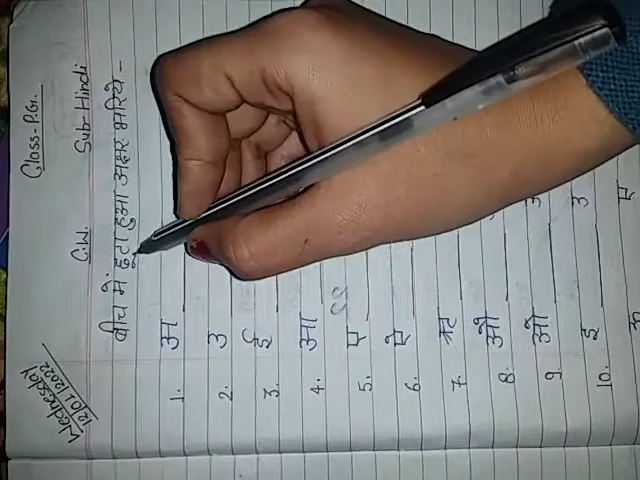 Wednesday
12/01/2022
Class-P.G.
C.W. Sub-Hindi
बीच में छुटा हुआ अक्षर भरिये-
1. अ
2. उ
3. ई
4. आ
5. ए
6. ऐ
7. ऋ
8. ओ
9. ओ
10. इ
उ
ए